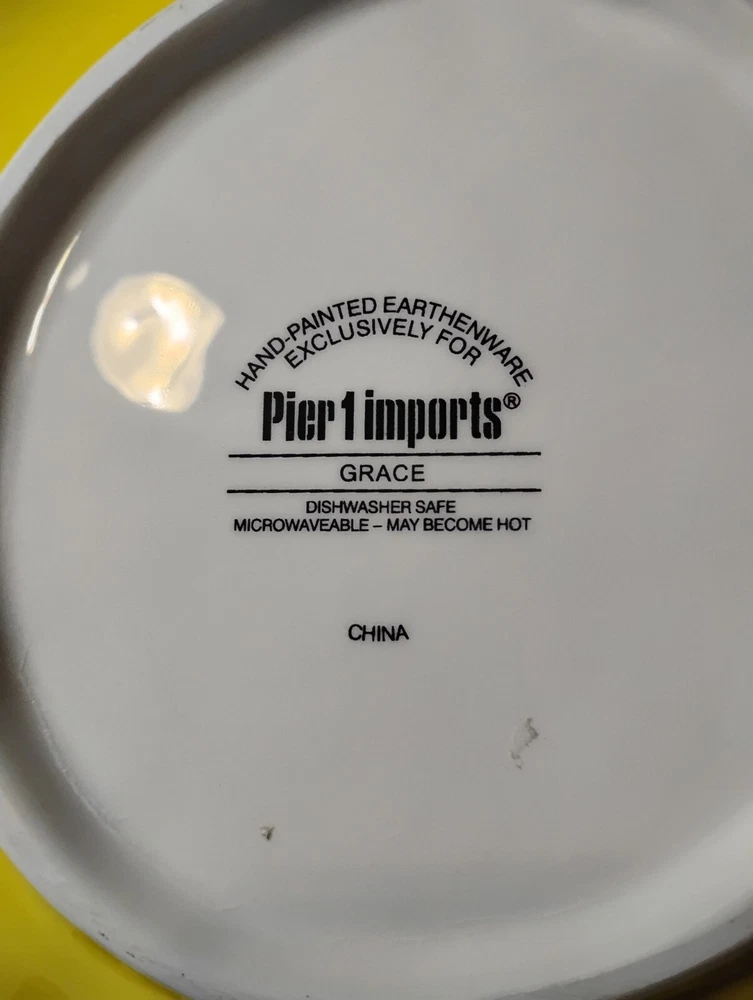 HAND-PAINTED EARTHENWARE
EXCLUSIVELY FOR
Pier 1 imports®
GRACE
DISHWASHER SAFE
MICROWAVEABLE – MAY BECOME HOT
CHINA